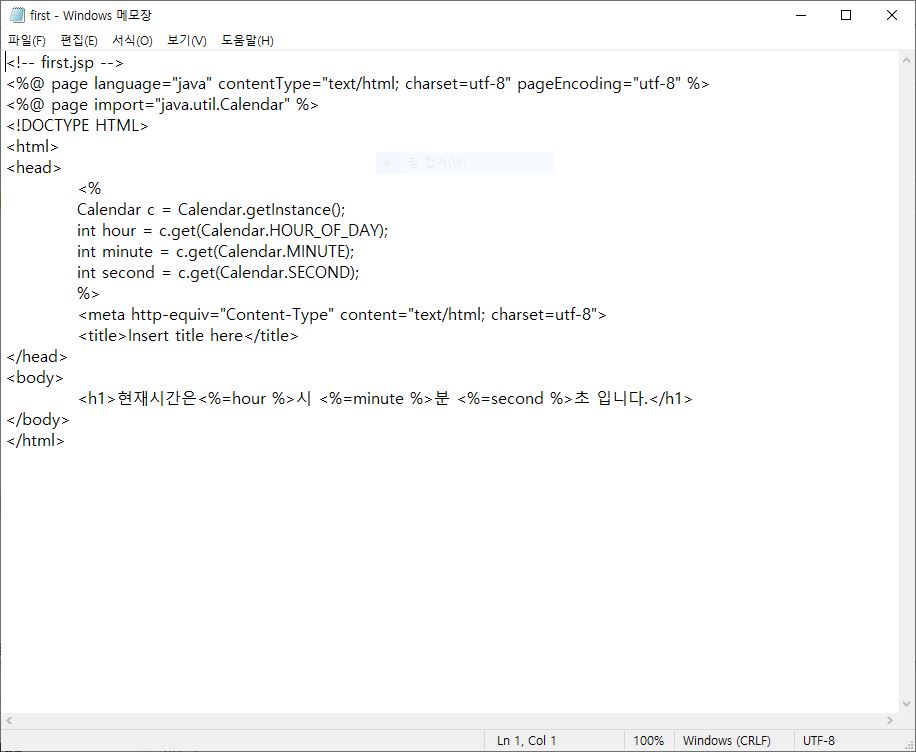 first - Windows 메모장
파일(F) 편집(E) 서식(O) 보기(V) 도움말(H)
<!-- first.jsp -->
<%@ page language="java" contentType="text/html; charset=utf-8" pageEncoding="utf-8" %>
<%@ page import="java.util.Calendar" %>
<!DOCTYPE HTML>
<html>
<head>
창 캡처(W)
<%
Calendar c = Calendar.getInstance();
int hour = c.get(Calendar.HOUR_OF_DAY);
int minute = c.get(Calendar.MINUTE);
int second = c.get(Calendar.SECOND);
%>
<meta http-equiv="Content-Type" content="text/html; charset=utf-8">
<title>Insert title here</title>
</head>
<body>
<h1>현재시간은<%=hour %>시 <%=minute %>분 <%=second %>초 입니다.</h1>
</body>
</html>
Ln 1, Col 1 100% Windows (CRLF) UTF-8